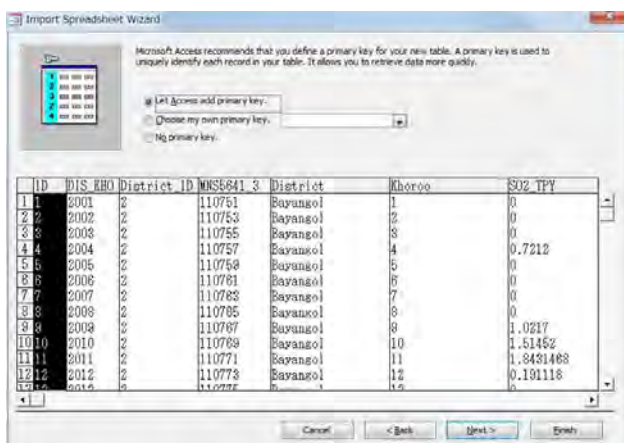 Import Spreadsheet Wizard
Microsoft Access recommends that you define a primary key for your new table. A primary key is used to
uniquely identify each record in your table. It allows you to retrieve data more quickly.
Let Access add primary key.
Choose my own primary key.
No primary key.
ID DIS_KHO District_ID MNS5641_3 District Khoroo SO2_TPY
1 1 2001 2 110751 Bayangol 1 0
2 2 2002 2 110753 Bayangol 2 0
3 3 2003 2 110755 Bayangol 3 0
4 4 2004 2 110757 Bayangol 4 0.7212
5 5 2005 2 110759 Bayangol 5 0
6 6 2006 2 110761 Bayangol 6 0
7 7 2007 2 110763 Bayangol 7 0
8 8 2008 2 110765 Bayangol 8 0
9 9 2009 2 110767 Bayangol 9 1.0217
10 10 2010 2 110769 Bayangol 10 1.51452
11 11 2011 2 110771 Bayangol 11 1.8431468
12 12 2012 2 110773 Bayangol 12 0.191118
Cancel < Back Next > Finish